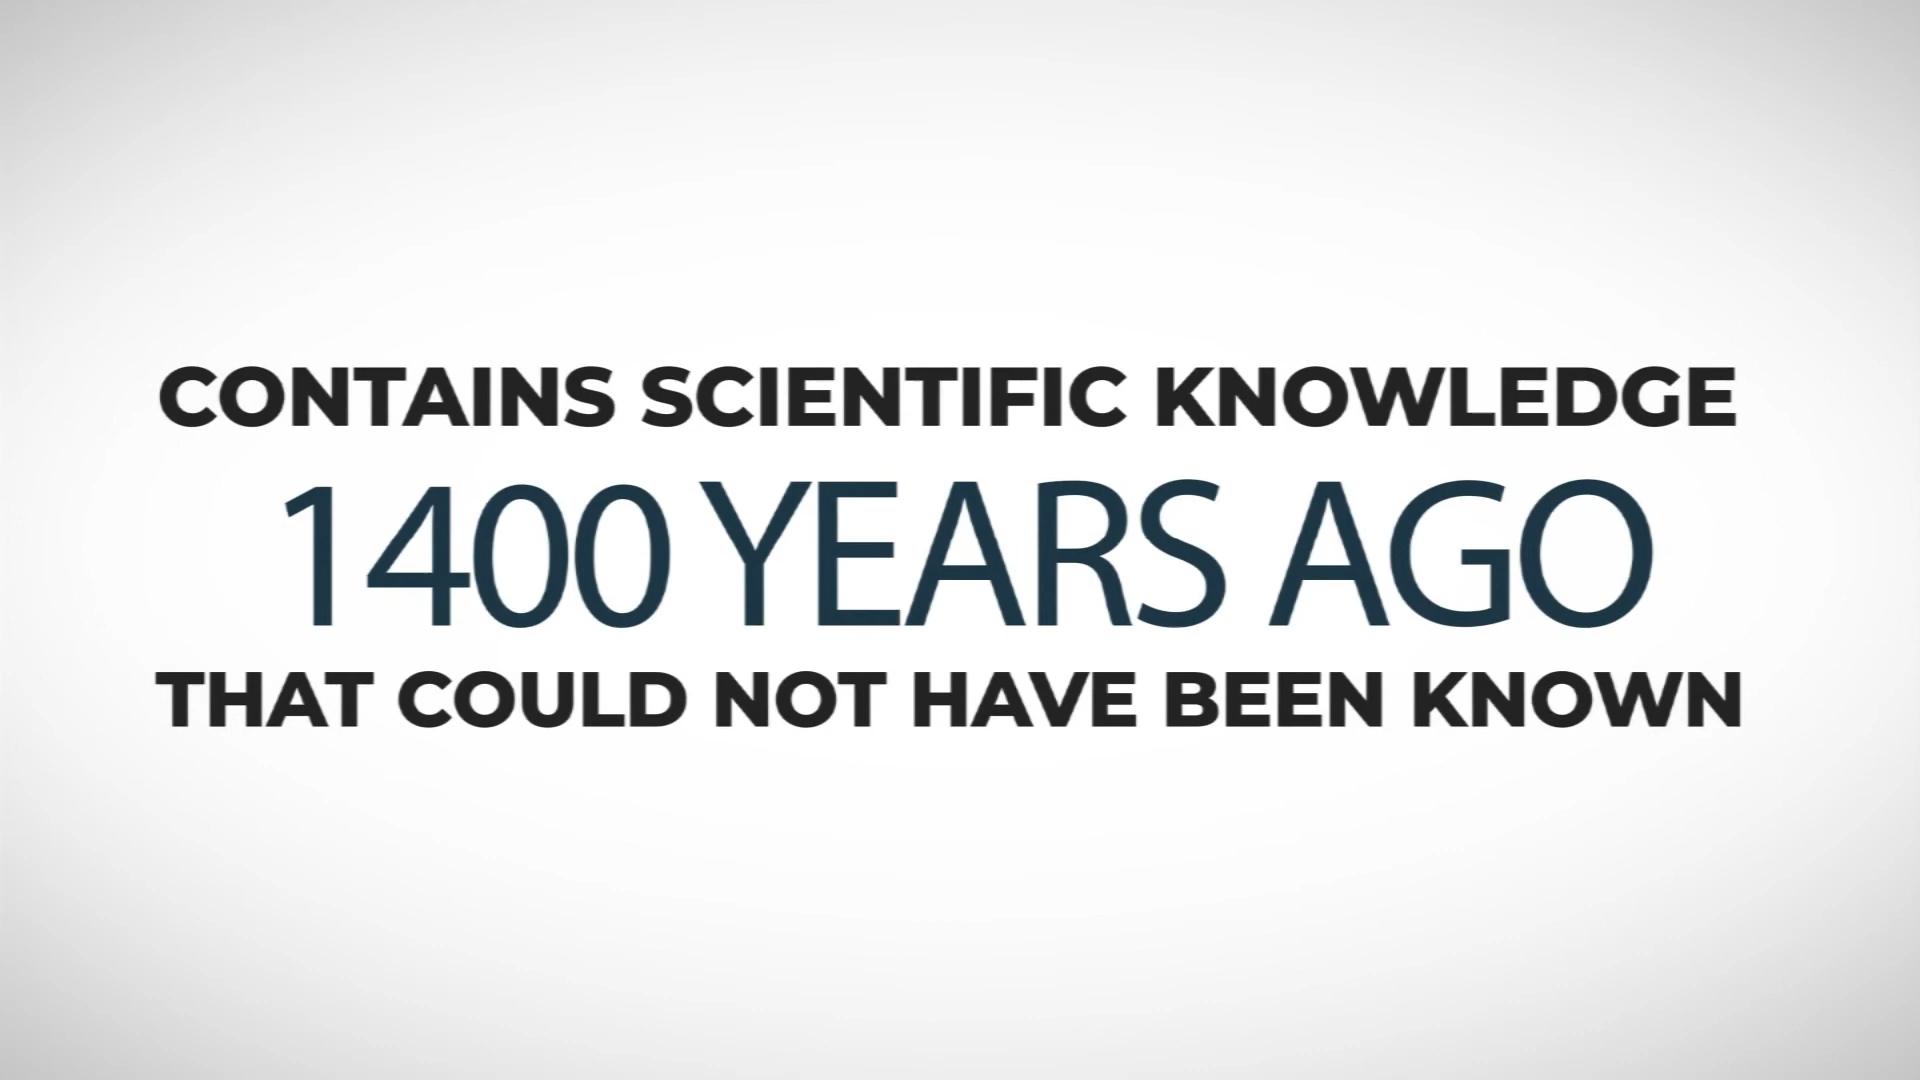 CONTAINS SCIENTIFIC KNOWLEDGE
1400 YEARS AGO
THAT COULD NOT HAVE BEEN KNOWN